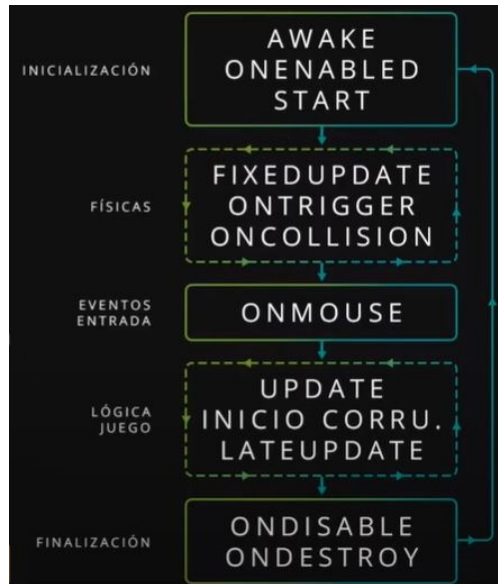 INICIALIZACIÓN
AWAKE
ONENABLED
START
FÍSICAS
FIXEDUPDATE
ONTRIGGER
ONCOLLISION
EVENTOS
ENTRADA
ONMOUSE
LÓGICA
JUEGO
UPDATE
INICIO CORRU.
LATEUPDATE
FINALIZACIÓN
ONDISABLE
ONDESTROY